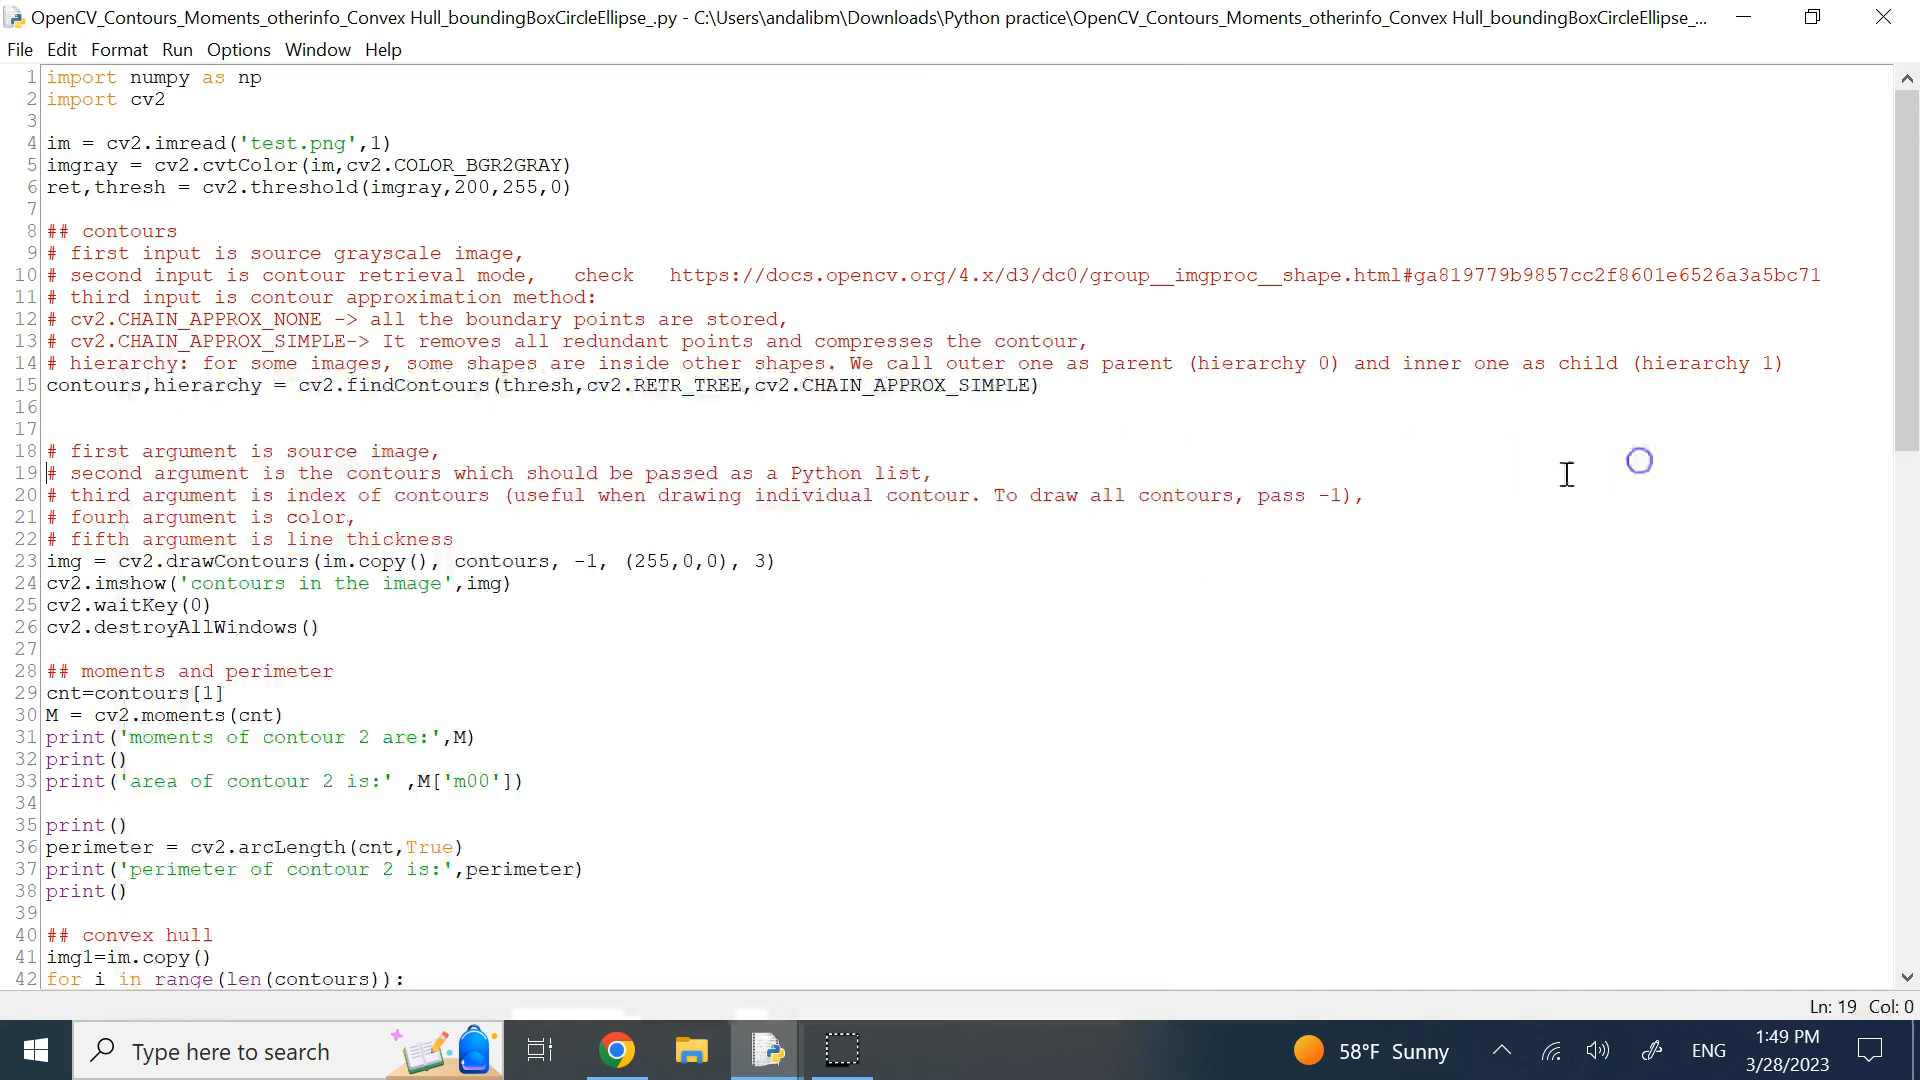 OpenCV_Contours_Moments_otherinfo_Convex Hull_boundingBoxCircleEllipse_.py - C:\Users\andalibm\Downloads\Python practice\OpenCV_Contours_Moments_otherinfo_Convex Hull_boundingBoxCircleEllipse_...
File Edit Format Run Options Window Help
1 import numpy as np
2 import cv2
3
4 im = cv2.imread('test.png',1)
5 imgray = cv2.cvtColor(im,cv2.COLOR_BGR2GRAY)
6 ret,thresh = cv2.threshold(imgray,200,255,0)
7
8 ## contours
9 # first input is source grayscale image,
10 # second input is contour retrieval mode,   check   https://docs.opencv.org/4.x/d3/dc0/group__imgproc__shape.html#ga819779b9857cc2f8601e6526a3a5bc71
11 # third input is contour approximation method:
12 # cv2.CHAIN_APPROX_NONE -> all the boundary points are stored,
13 # cv2.CHAIN_APPROX_SIMPLE-> It removes all redundant points and compresses the contour,
14 # hierarchy: for some images, some shapes are inside other shapes. We call outer one as parent (hierarchy 0) and inner one as child (hierarchy 1)
15 contours,hierarchy = cv2.findContours(thresh,cv2.RETR_TREE,cv2.CHAIN_APPROX_SIMPLE)
16
17
18 # first argument is source image,
19 # second argument is the contours which should be passed as a Python list,
20 # third argument is index of contours (useful when drawing individual contour. To draw all contours, pass -1),
21 # fourh argument is color,
22 # fifth argument is line thickness
23 img = cv2.drawContours(im.copy(), contours, -1, (255,0,0), 3)
24 cv2.imshow('contours in the image',img)
25 cv2.waitKey(0)
26 cv2.destroyAllWindows()
27
28 ## moments and perimeter
29 cnt=contours[1]
30 M = cv2.moments(cnt)
31 print('moments of contour 2 are:',M)
32 print()
33 print('area of contour 2 is:' ,M['m00'])
34
35 print()
36 perimeter = cv2.arcLength(cnt,True)
37 print('perimeter of contour 2 is:',perimeter)
38 print()
39
40 ## convex hull
41 img1=im.copy()
42 for i in range(len(contours)):
Ln: 19 Col: 0
Type here to search
58°F Sunny
ENG
1:49 PM
3/28/2023